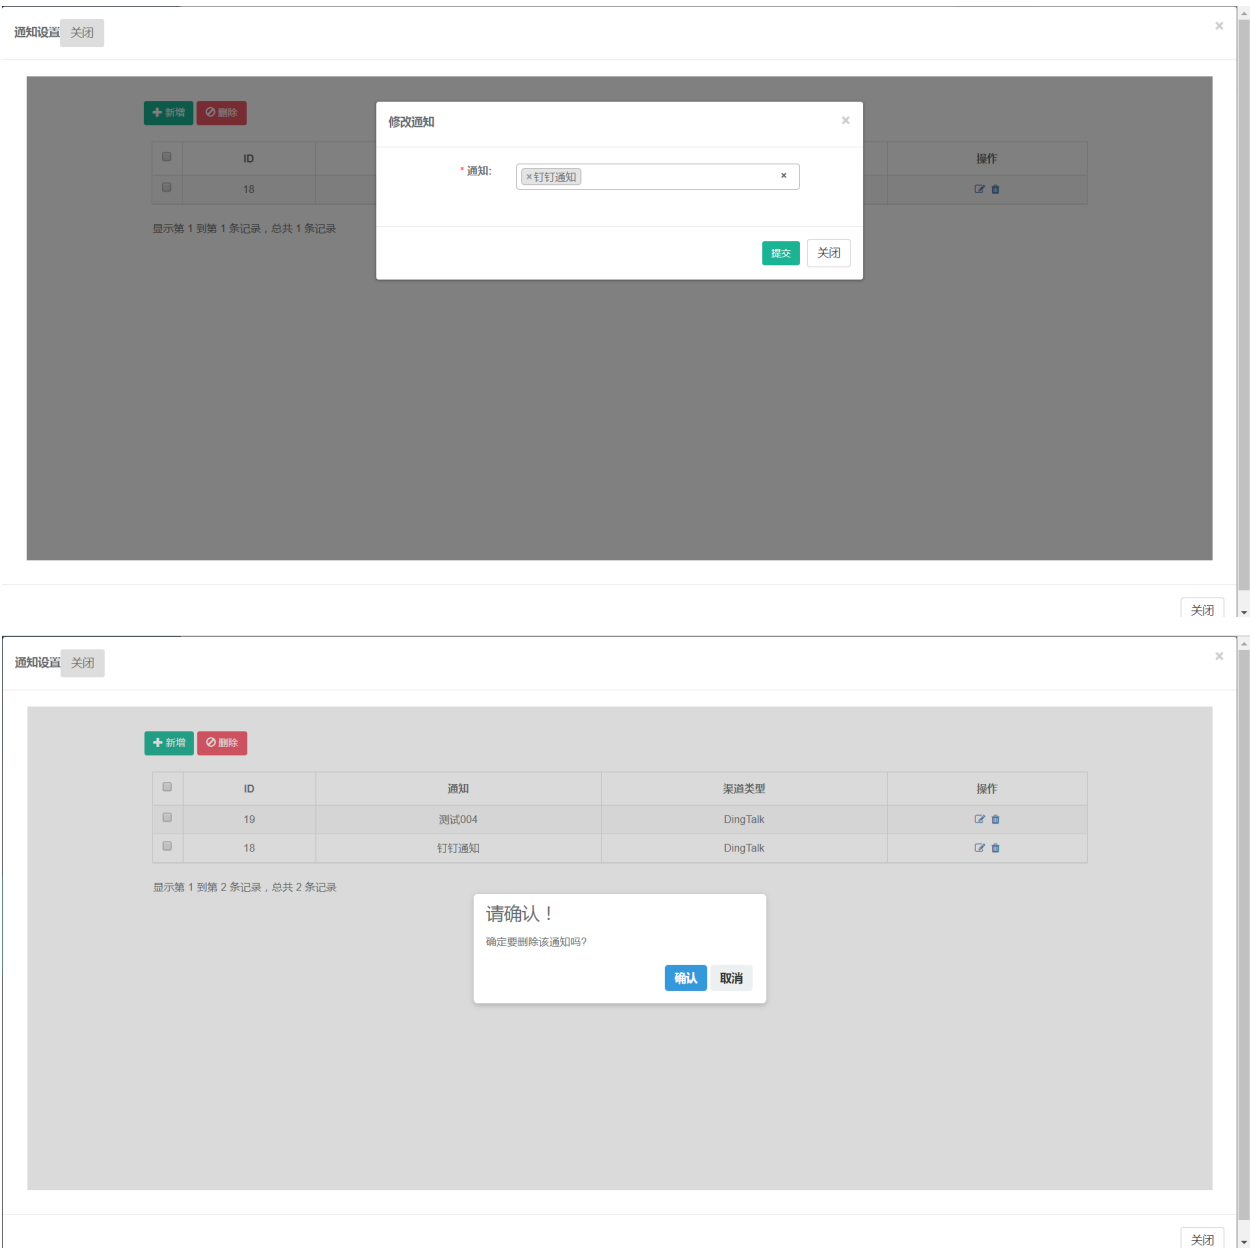 通知设置 关闭 ×
新增 删除
修改通知 ×
ID 操作
* 通知: ×钉钉通知 ×
18
显示第 1 到第 1 条记录，总共 1 条记录
提交 关闭
关闭
通知设置 关闭 ×
新增 删除
ID 通知 渠道类型 操作
19 测试004 DingTalk
18 钉钉通知 DingTalk
显示第 1 到第 2 条记录，总共 2 条记录
请确认！
确定要删除该通知吗?
确认 取消
关闭